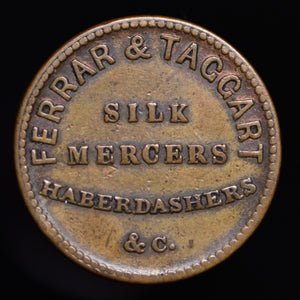 FERRAR & TAGGART
SILK
MERCERS
HABERDASHERS
& C.